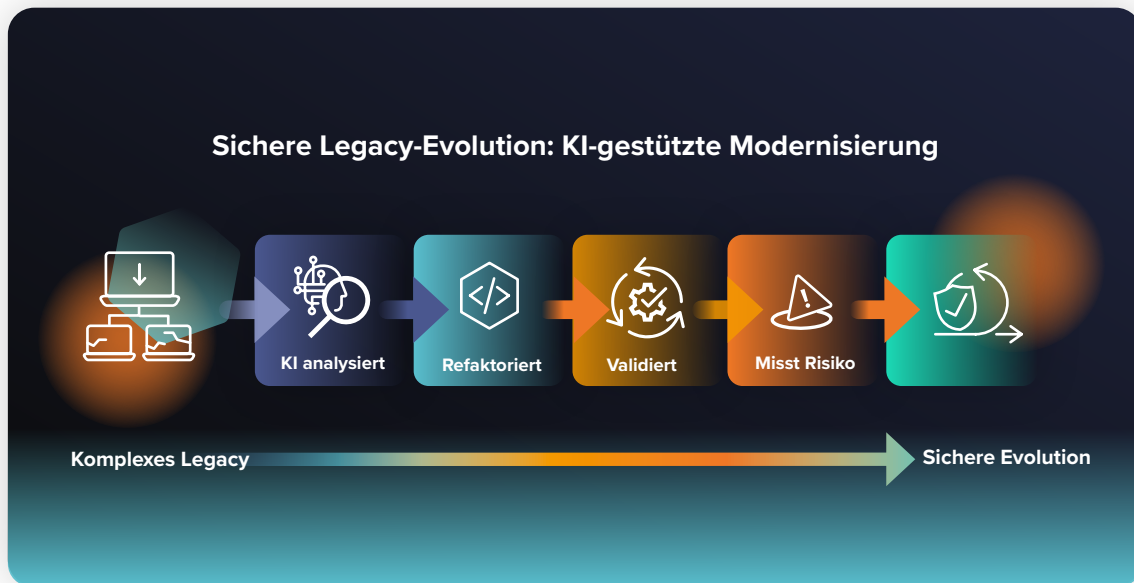 Sichere Legacy-Evolution: KI-gestützte Modernisierung
KI analysiert
</>
Refaktoriert
Validiert
!
Misst Risiko
Komplexes Legacy
Sichere Evolution